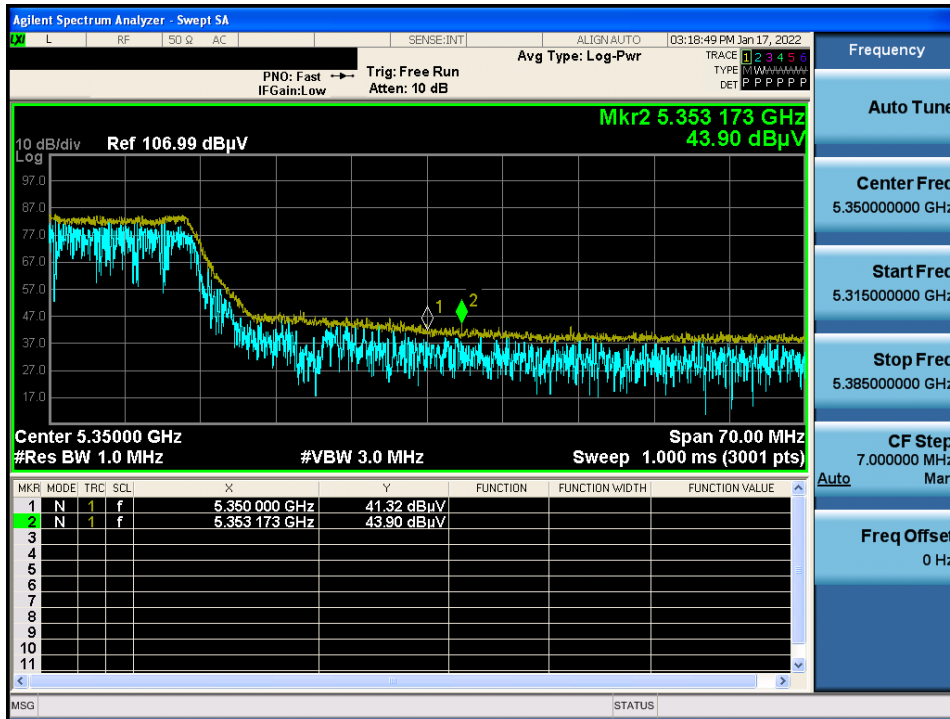 Agilent Spectrum Analyzer - Swept SA
LXI L RF 50 Ω AC SENSE:INT ALIGN AUTO 03:18:49 PM Jan 17, 2022
Frequency
PNO: Fast
IFGain:Low
Trig: Free Run
Atten: 10 dB
Avg Type: Log-Pwr
TRACE 1 2 3 4 5 6
TYPE M W W W W W
DET P P P P P P
Auto Tune
Mkr2 5.353 173 GHz
43.90 dBµV
10 dB/div
Log
Ref 106.99 dBµV
97.0
87.0
77.0
67.0
57.0
47.0
37.0
27.0
17.0
1
2
Center Freq
5.350000000 GHz
Start Freq
5.315000000 GHz
Stop Freq
5.385000000 GHz
Center 5.35000 GHz
Span 70.00 MHz
#Res BW 1.0 MHz
#VBW 3.0 MHz
Sweep 1.000 ms (3001 pts)
CF Step
7.000000 MHz
Auto Man
Freq Offset
0 Hz
MKR MODE TRC SCL X Y FUNCTION FUNCTION WIDTH FUNCTION VALUE
1 N 1 f 5.350 000 GHz 41.32 dBµV
2 N 1 f 5.353 173 GHz 43.90 dBµV
3
4
5
6
7
8
9
10
11
MSG
STATUS